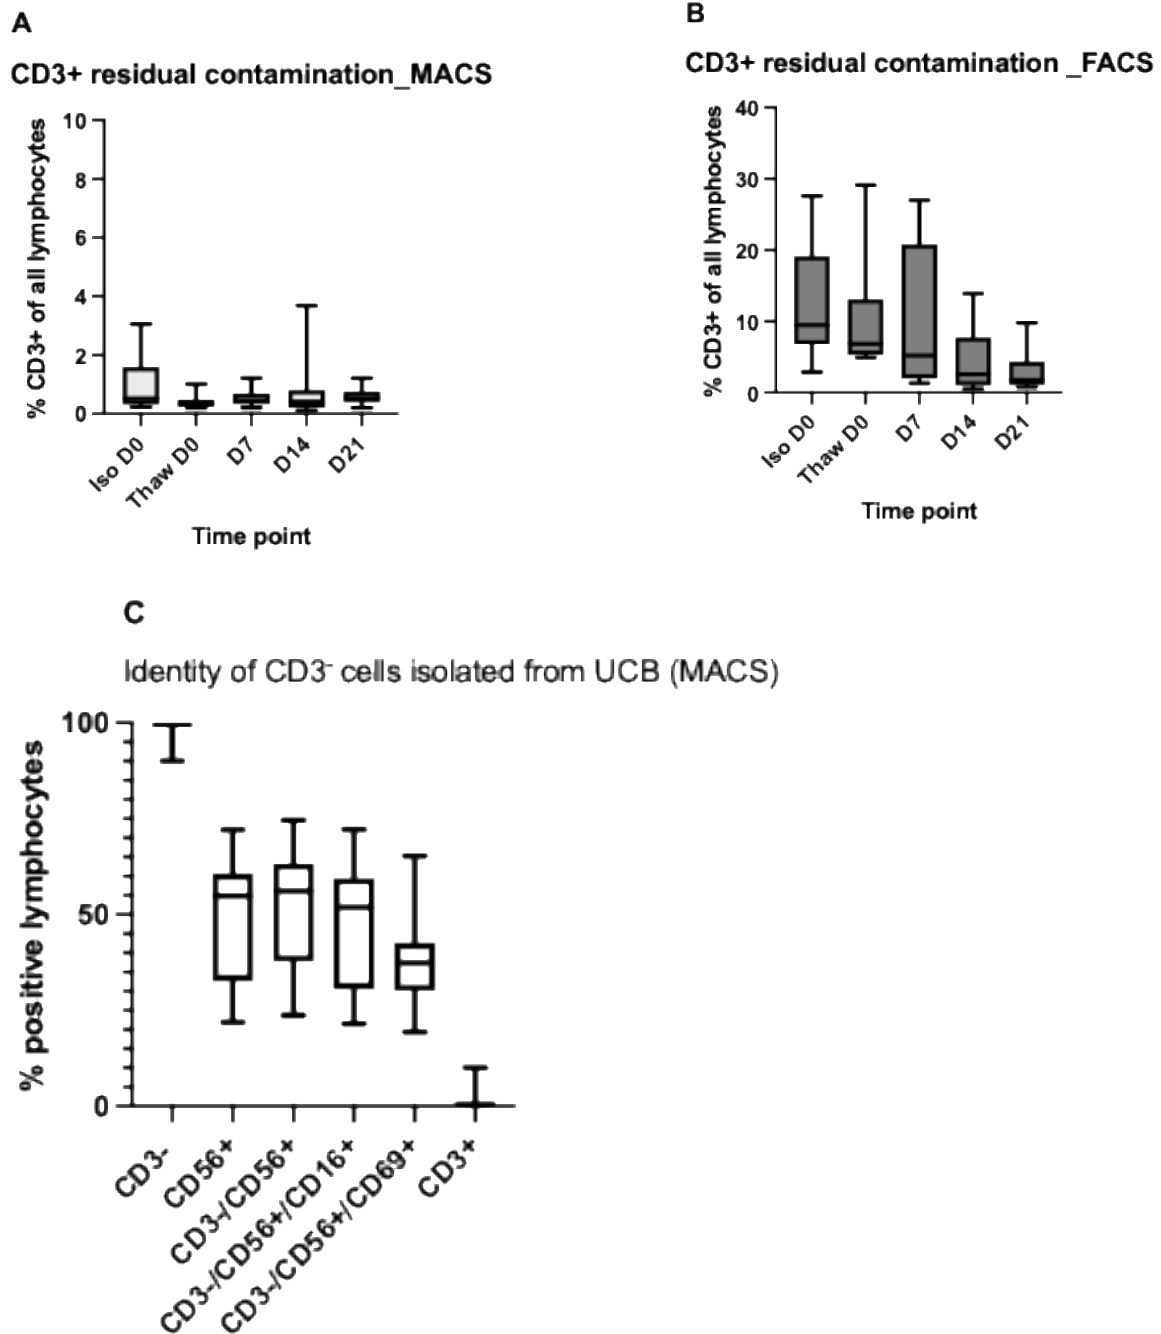 A
CD3+ residual contamination_MACS
% CD3+ of all lymphocytes
10
8
6
4
2
0
Iso D0
Thaw D0
D7
D14
D21
Time point
B
CD3+ residual contamination _FACS
% CD3+ of all lymphocytes
40
30
20
10
0
Iso D0
Thaw D0
D7
D14
D21
Time point
C
Identity of CD3⁻ cells isolated from UCB (MACS)
% positive lymphocytes
100
50
0
CD3-
CD56+
CD3-/CD56+
CD3-/CD56+/CD16+
CD3-/CD56+/CD69+
CD3+